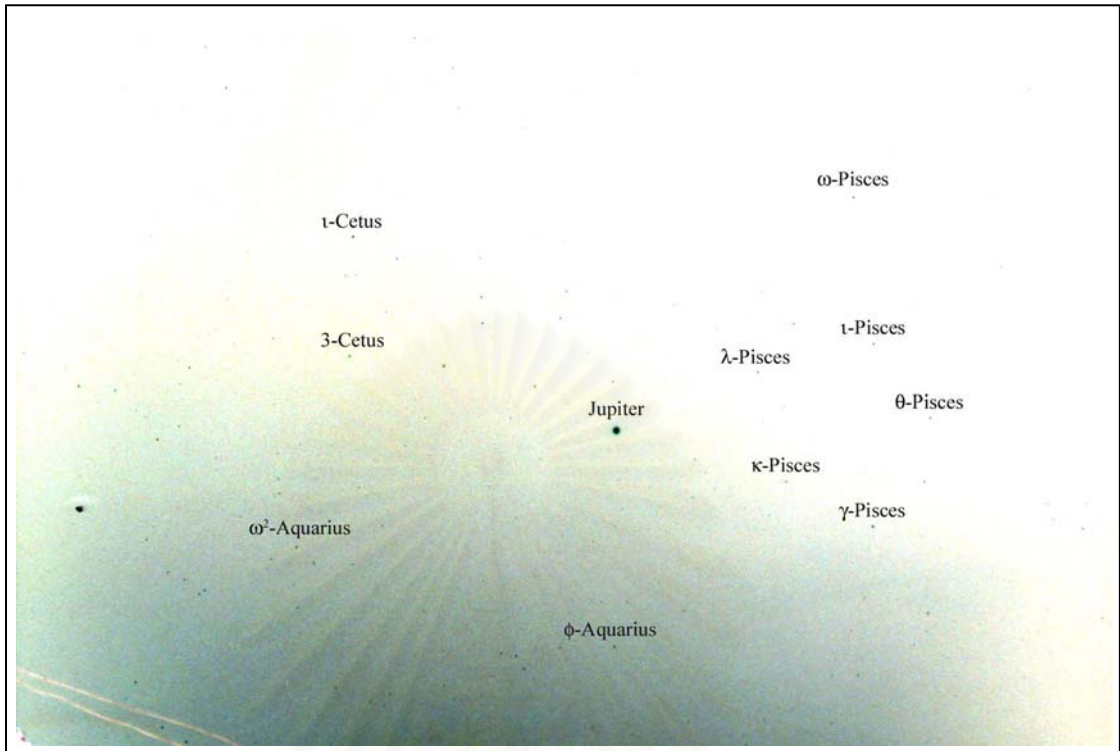 ω-Pisces
ι-Cetus
ι-Pisces
3-Cetus
λ-Pisces
Jupiter
θ-Pisces
κ-Pisces
γ-Pisces
ω²-Aquarius
ϕ-Aquarius